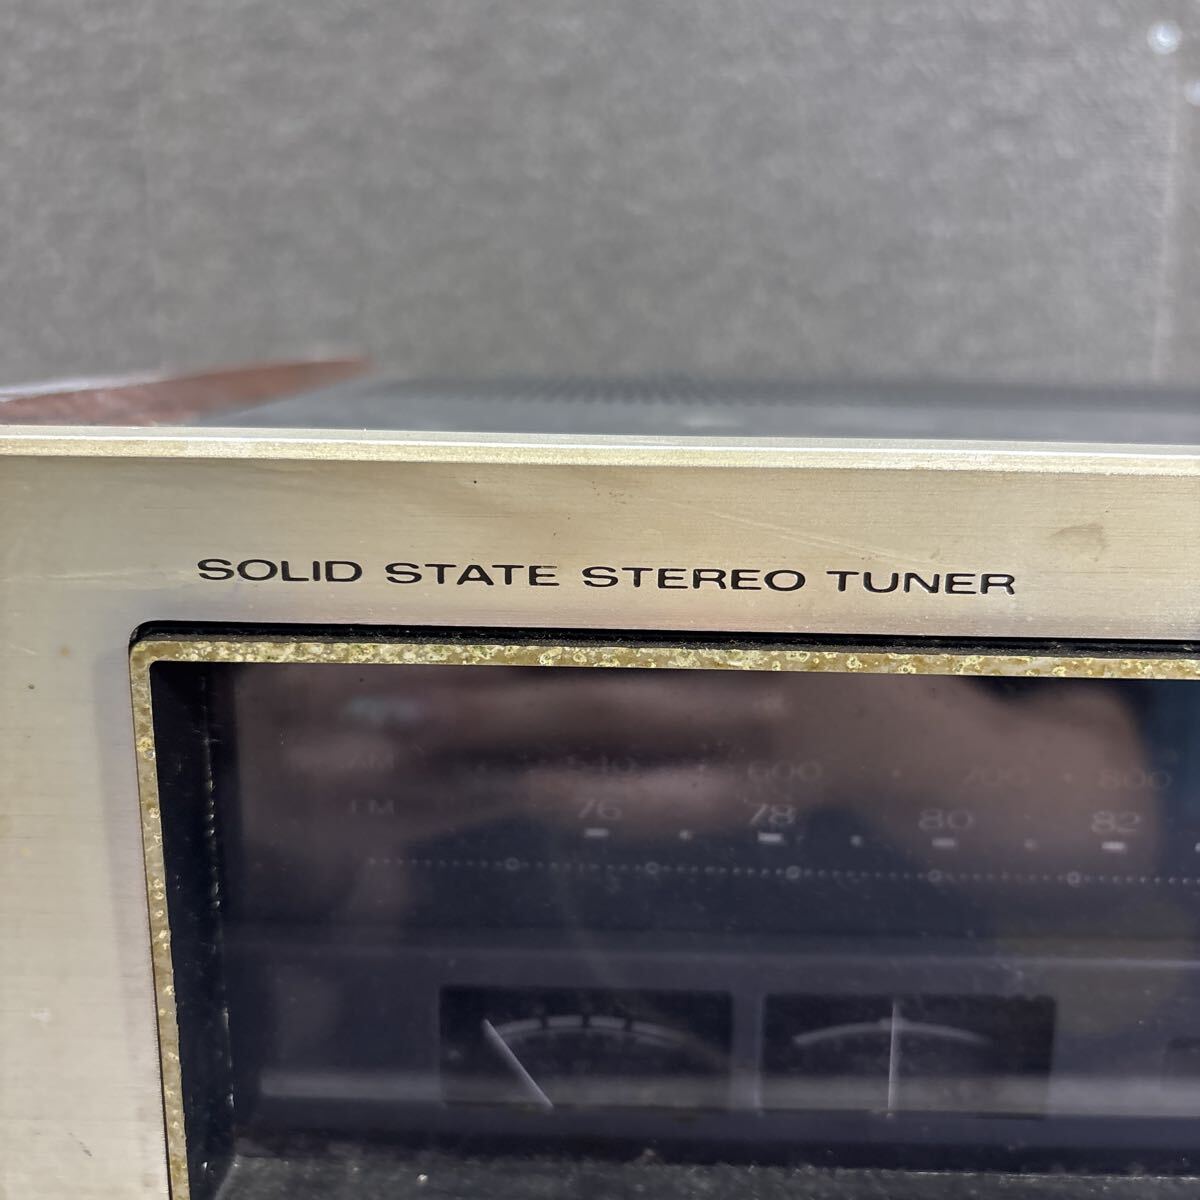 SOLID STATE STEREO TUNER
AM 540 600 700 800
FM 76 78 80 82